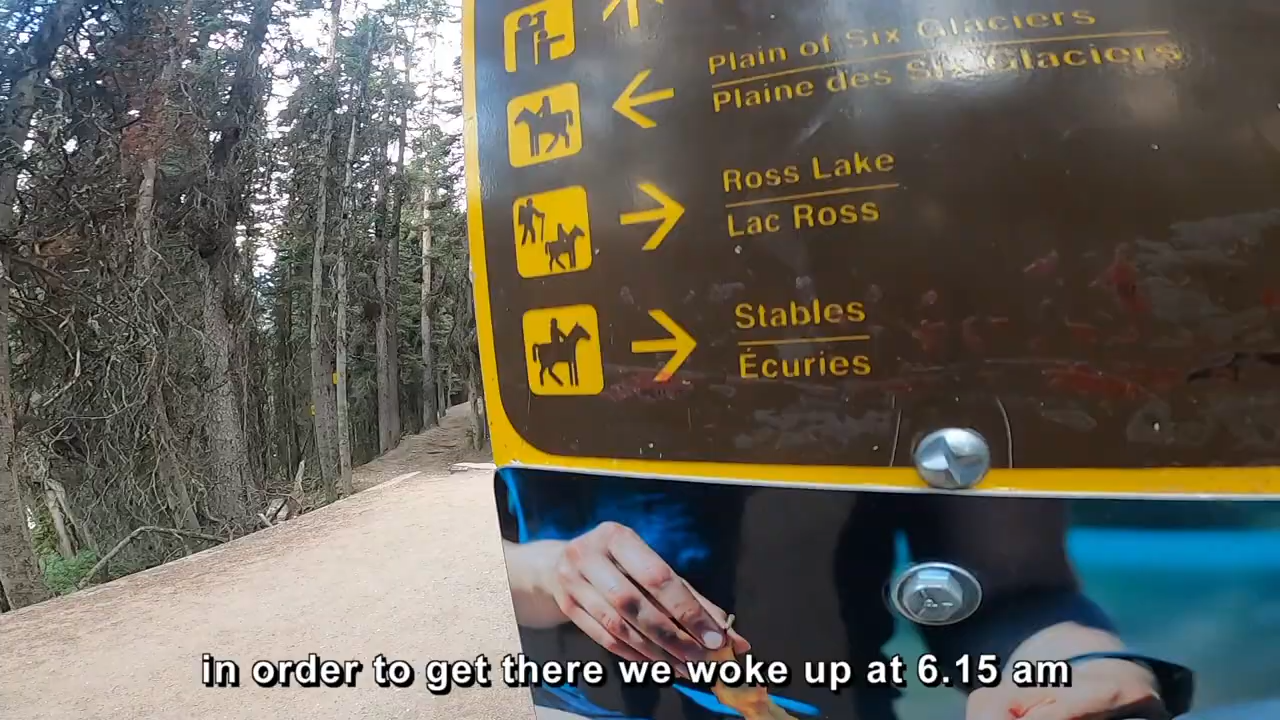 Plain of Six Glaciers
Plaine des Six Glaciers
Ross Lake
Lac Ross
Stables
Écuries
in order to get there we woke up at 6.15 am